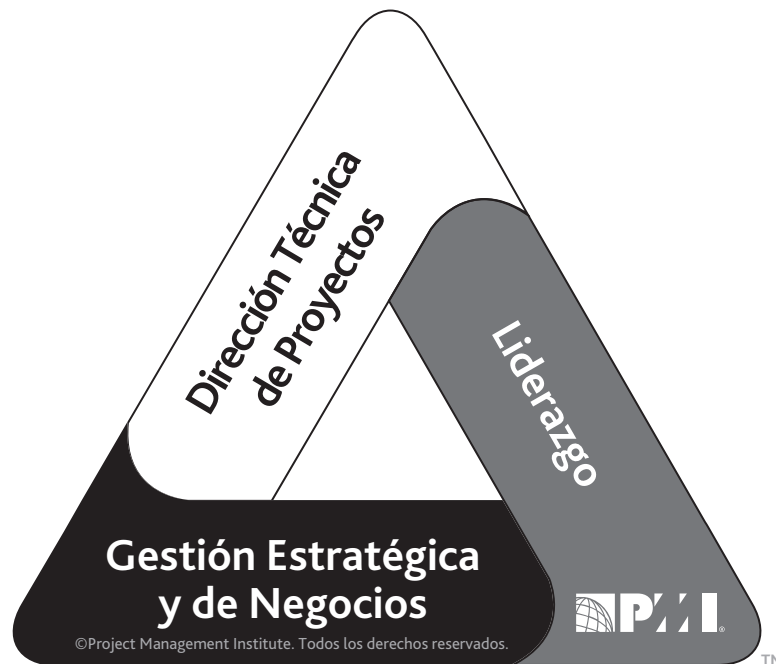 Dirección Técnica
de Proyectos
Liderazgo
Gestión Estratégica
y de Negocios
©Project Management Institute. Todos los derechos reservados.
PMI®
TM